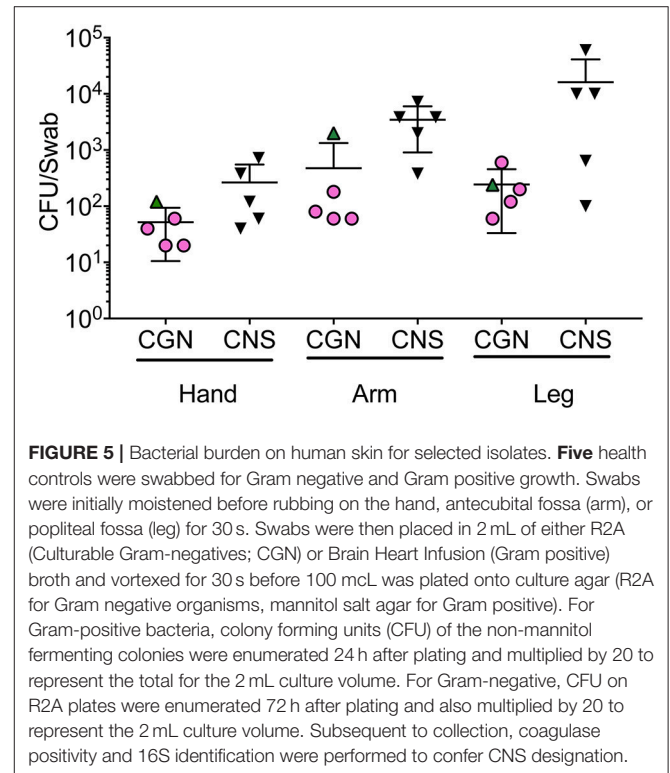 10⁵
10⁴
10³
10²
10¹
10⁰
CFU/Swab
CGN CNS CGN CNS CGN CNS
Hand Arm Leg
FIGURE 5 | Bacterial burden on human skin for selected isolates. Five health
controls were swabbed for Gram negative and Gram positive growth. Swabs
were initially moistened before rubbing on the hand, antecubital fossa (arm), or
popliteal fossa (leg) for 30 s. Swabs were then placed in 2 mL of either R2A
(Culturable Gram-negatives; CGN) or Brain Heart Infusion (Gram positive)
broth and vortexed for 30 s before 100 mcL was plated onto culture agar (R2A
for Gram negative organisms, mannitol salt agar for Gram positive). For
Gram-positive bacteria, colony forming units (CFU) of the non-mannitol
fermenting colonies were enumerated 24 h after plating and multiplied by 20 to
represent the total for the 2 mL culture volume. For Gram-negative, CFU on
R2A plates were enumerated 72 h after plating and also multiplied by 20 to
represent the 2 mL culture volume. Subsequent to collection, coagulase
positivity and 16S identification were performed to confer CNS designation.